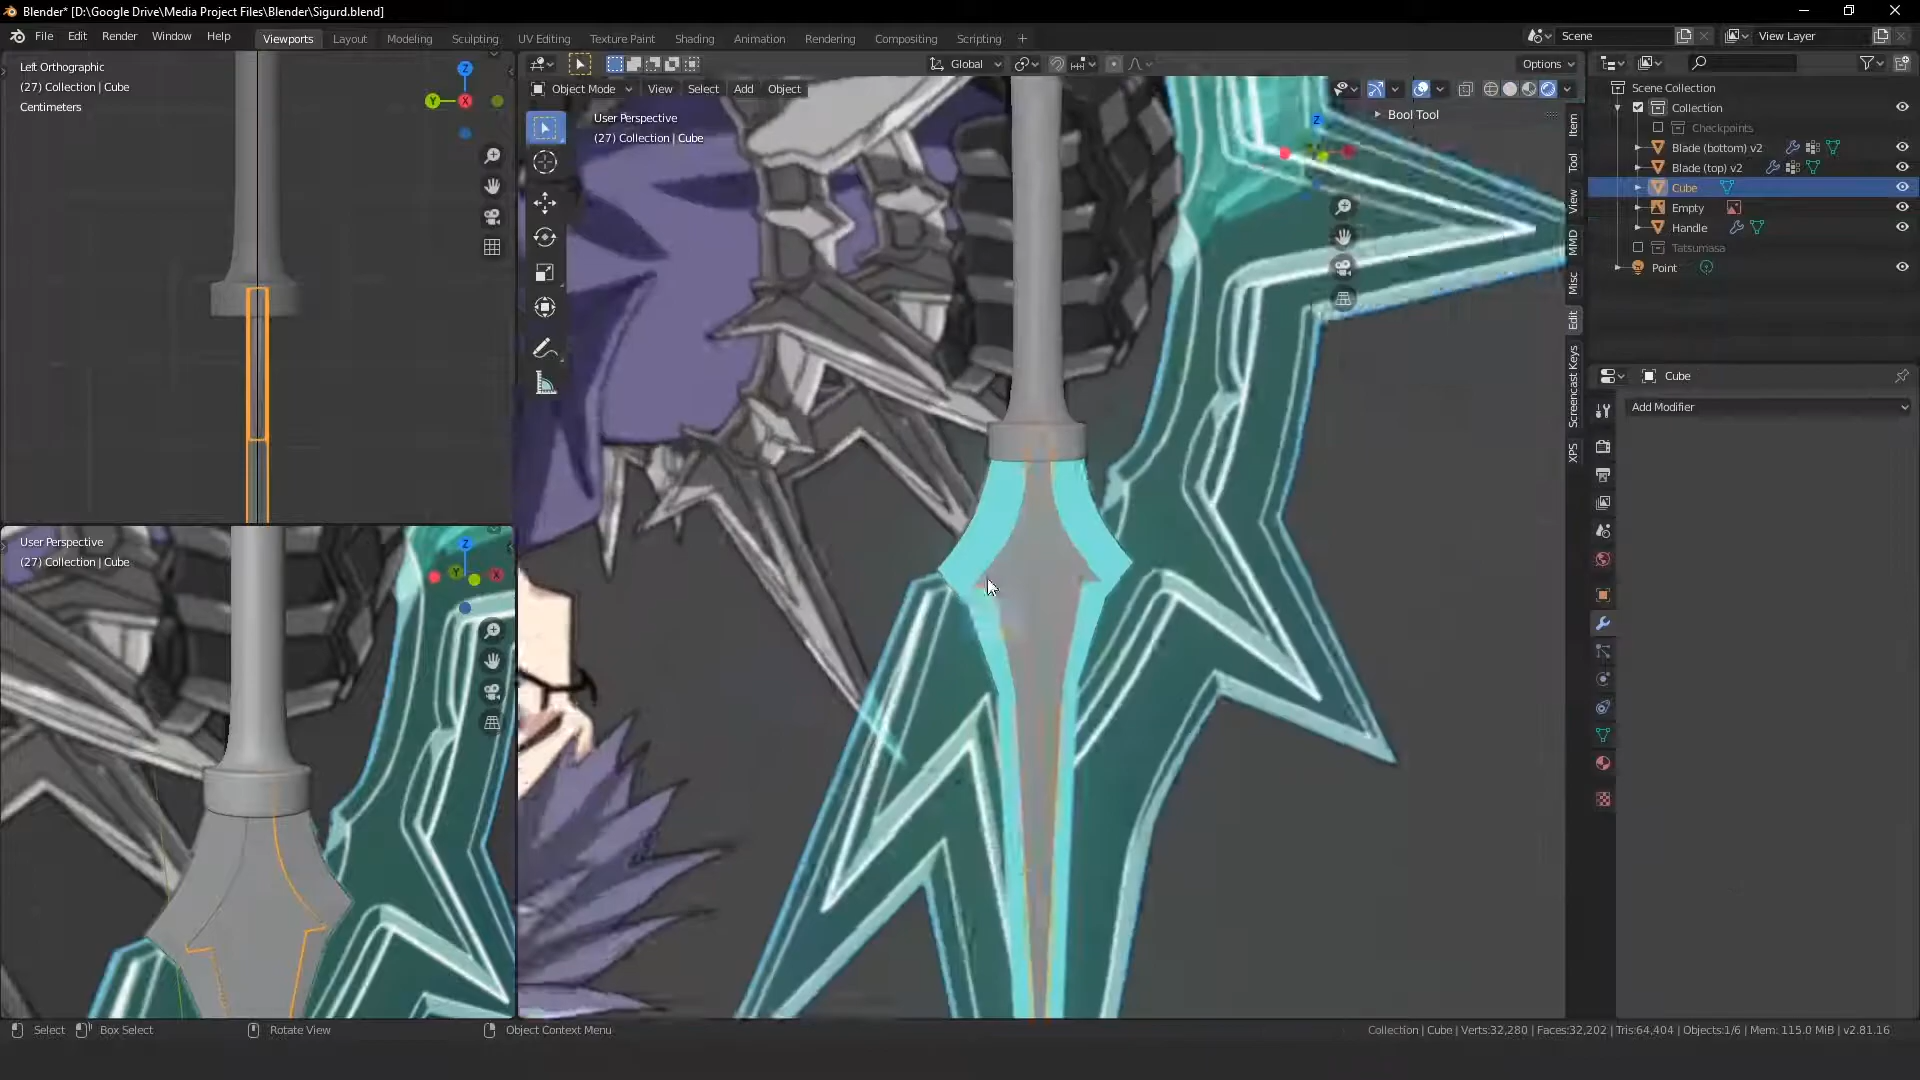 Blender* [D:\Google Drive\Media Project Files\Blender\Sigurd.blend]
File Edit Render Window Help
Viewports Layout Modeling Sculpting UV Editing Texture Paint Shading Animation Rendering Compositing Scripting +
Scene
View Layer
Left Orthographic
(27) Collection | Cube
Centimeters
Z
Y
X
Global
Options
Object Mode View Select Add Object
User Perspective
(27) Collection | Cube
Z
Bool Tool
Item
Tool
View
MMD
Misc
Edit
Screencast Keys
XPS
Scene Collection
Collection
Checkpoints
Blade (bottom) v2
Blade (top) v2
Cube
Empty
Handle
Tatsumasa
Point
Cube
Add Modifier
User Perspective
(27) Collection | Cube
Z
Y
X
Select Box Select Rotate View Object Context Menu
Collection | Cube | Verts:32,280 | Faces:32,202 | Tris:64,404 | Objects:1/6 | Mem: 115.0 MiB | v2.81.16